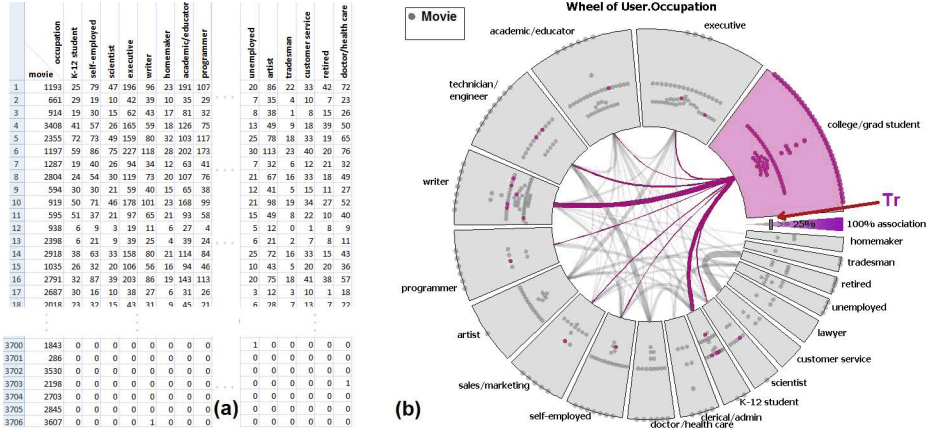 movie occupation K-12 student self-employed scientist executive writer homemaker academic/educator programmer unemployed artist tradesman customer service retired doctor/health care
1 1193 25 79 47 196 96 23 191 107 20 86 22 33 42 72
2 661 29 19 10 42 39 10 35 29 7 35 4 10 7 23
3 914 19 30 15 62 43 17 81 32 8 38 1 8 15 26
4 3408 41 57 26 165 59 18 126 75 13 49 9 18 39 50
5 2355 72 73 49 159 80 32 103 117 25 78 18 33 19 65
6 1197 59 86 75 227 118 28 202 173 30 113 23 40 20 76
7 1287 19 40 26 94 34 12 63 41 7 32 6 12 21 32
8 2804 24 54 30 119 73 20 107 76 21 67 16 33 18 49
9 594 30 30 21 59 40 15 65 38 12 41 5 15 11 27
10 919 50 71 46 178 101 23 168 99 21 98 19 34 27 52
11 595 51 37 21 97 65 21 93 58 13 49 8 22 10 40
12 938 6 9 3 19 11 6 27 4 5 12 0 1 8 9
13 2398 6 21 9 39 25 4 39 24 6 21 2 7 8 11
14 2918 38 63 33 158 80 21 114 84 25 72 16 33 15 43
15 1035 26 32 20 106 56 16 94 46 10 43 5 20 20 36
16 2791 32 87 39 203 86 19 143 113 20 75 18 41 38 57
17 2687 30 16 10 38 27 6 31 26 3 12 3 10 1 18
18 2018 23 32 15 43 31 9 45 21 6 28 7 13 7 22
3700 1843 0 0 0 0 0 0 0 0 1 0 0 0 0 0
3701 286 0 0 0 0 0 0 0 0 0 0 0 0 0 0
3702 3530 0 0 0 0 0 0 0 0 0 0 0 0 0 0
3703 2198 0 0 0 0 0 0 0 0 0 0 0 0 0 1
3704 2703 0 0 0 0 0 0 0 0 0 0 0 0 0 0
3705 2845 0 0 0 0 0 0 0 0 0 0 0 0 0 0
3706 3607 0 0 0 0 1 0 0 0 0 0 0 0 0 0
(a)
Wheel of User.Occupation
Movie
executive
academic/educator
technician/
engineer
college/grad student
writer
Tr
>= 25%
100% association
homemaker
tradesman
retired
unemployed
lawyer
customer service
scientist
K-12 student
clerical/admin
doctor/health care
self-employed
sales/marketing
artist
programmer
(b)